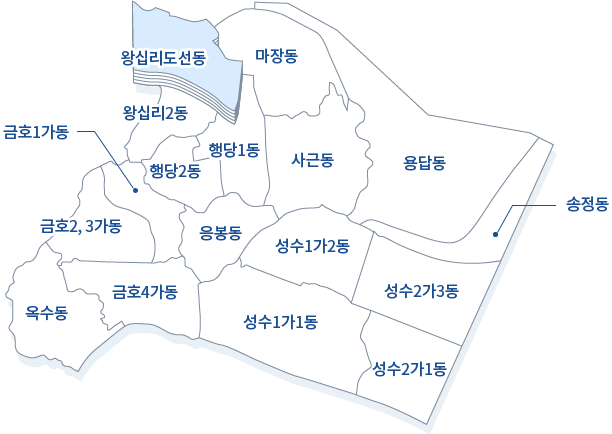 왕십리도선동
마장동
왕십리2동
금호1가동
행당1동
사근동
용답동
행당2동
송정동
금호2, 3가동
응봉동
성수1가2동
금호4가동
성수2가3동
옥수동
성수1가1동
성수2가1동